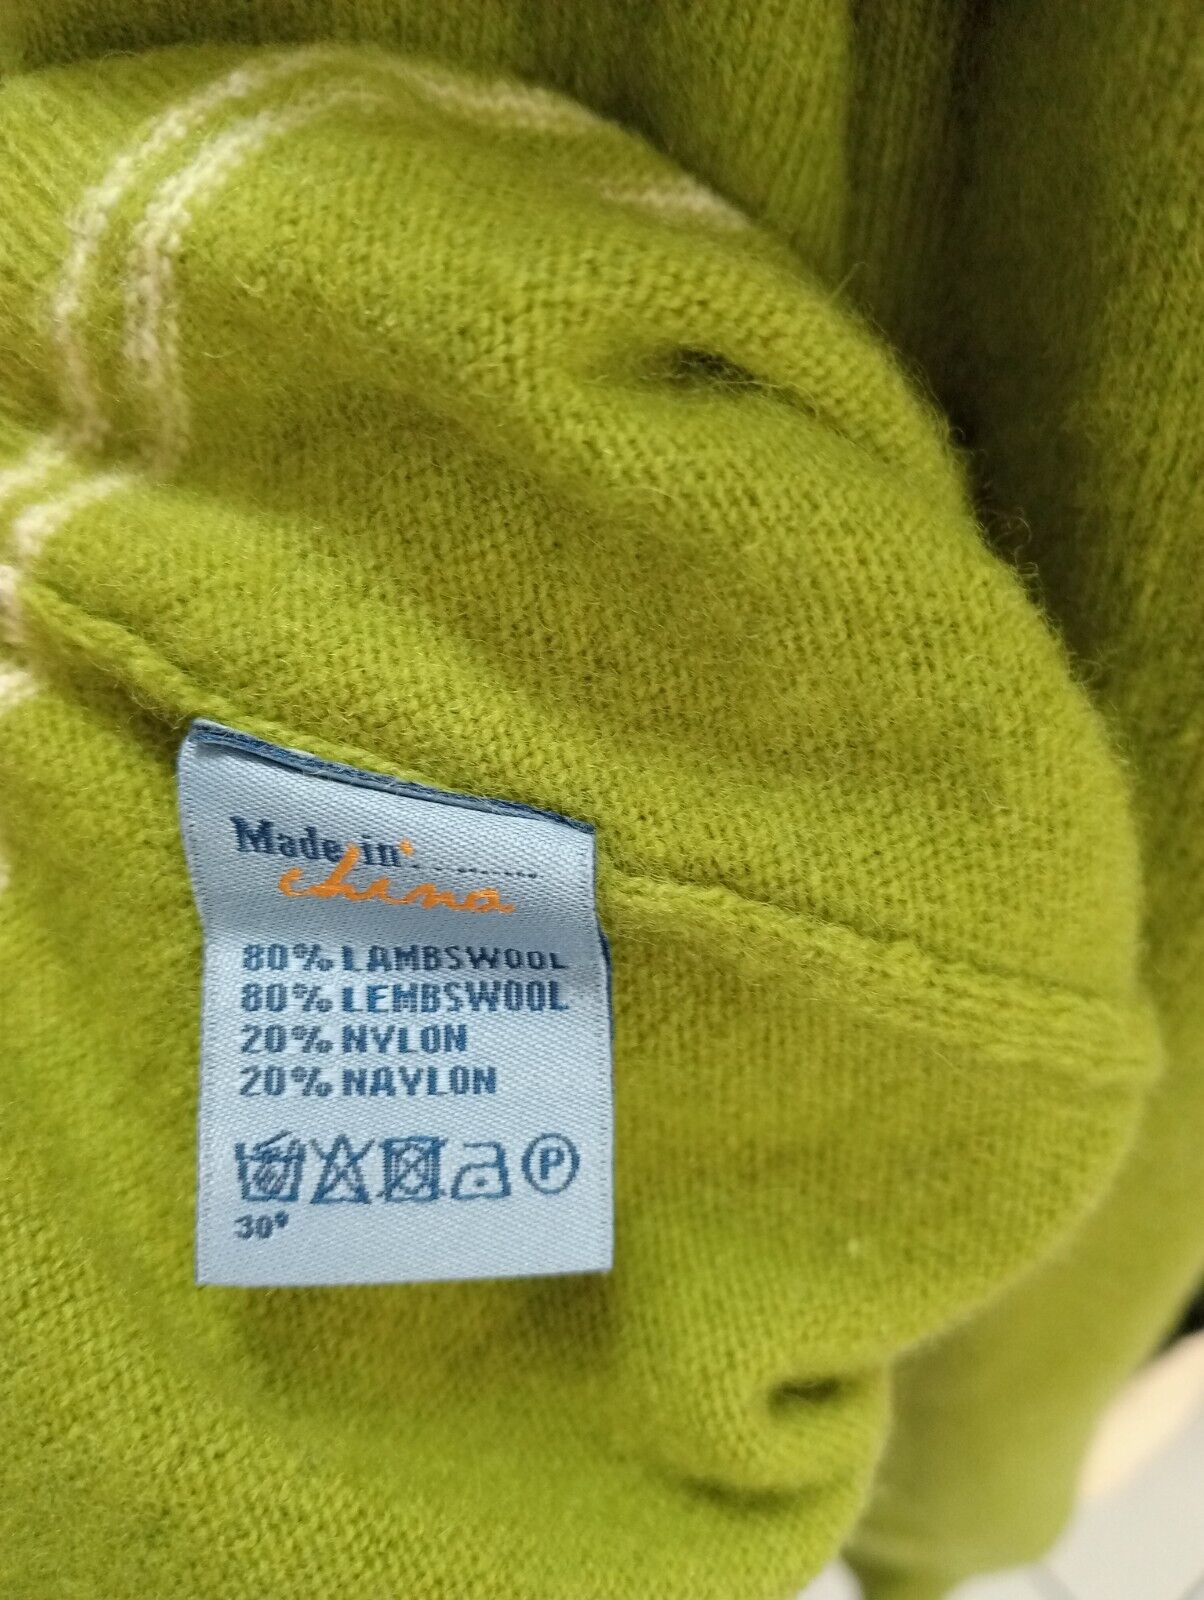 Made in ..........
china
80% LAMBSWOOL
80% LEMBSWOOL
20% NYLON
20% NAYLON
P
30°